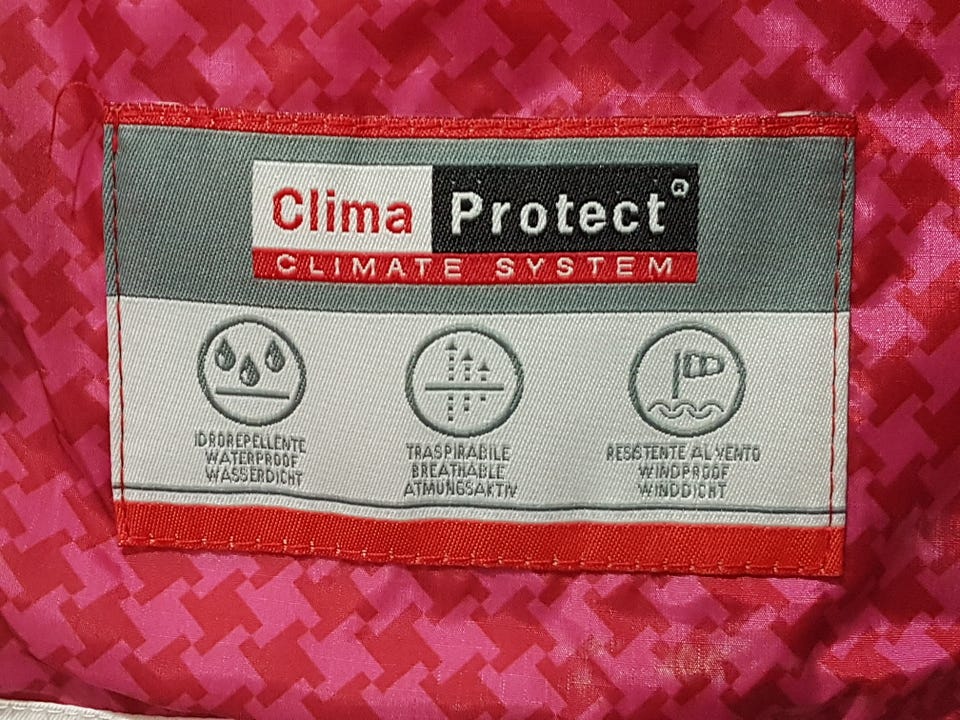 Clima Protect®
CLIMATE SYSTEM
IDROREPELLENTE
WATERPROOF
WASSERDICHT
TRASPIRABILE
BREATHABLE
ATMUNGSAKTIV
RESISTENTE AL VENTO
WINDPROOF
WINDDICHT